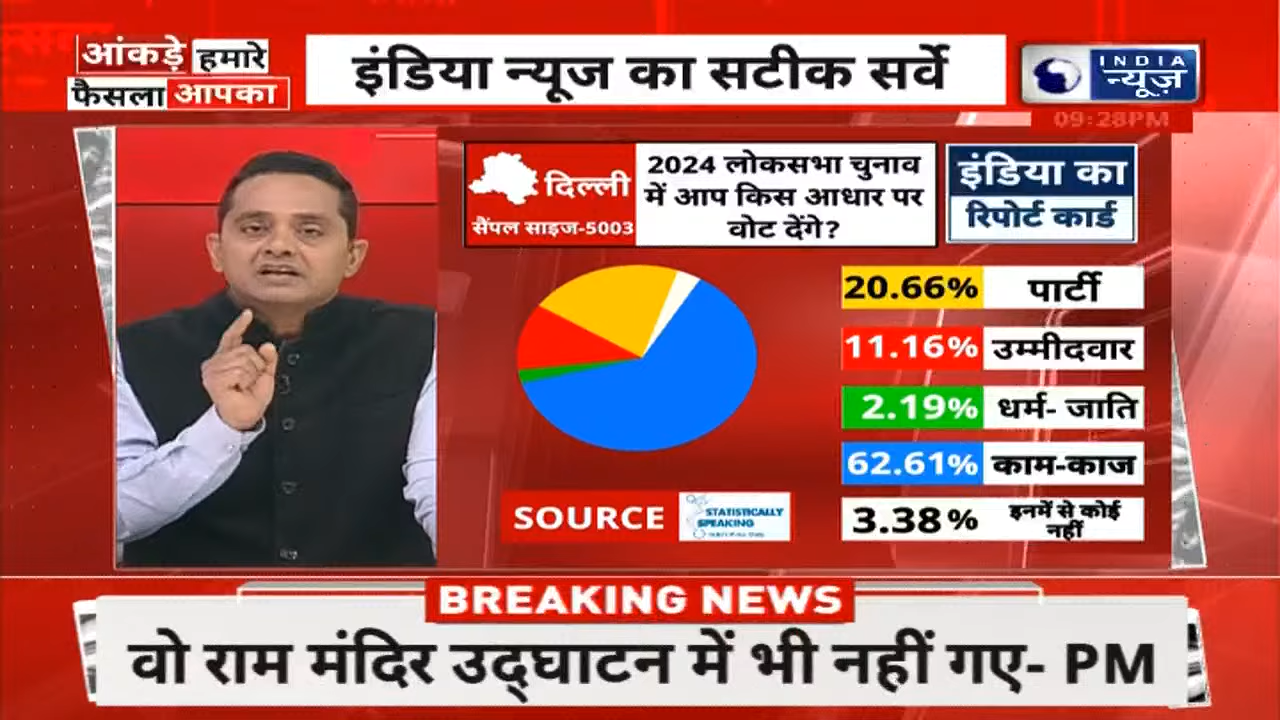 आंकड़े हमारे
फैसला आपका
इंडिया न्यूज का सटीक सर्वे
INDIA
न्यूज़
09:28PM
दिल्ली
सैंपल साइज-5003
2024 लोकसभा चुनाव
में आप किस आधार पर
वोट देंगे?
इंडिया का
रिपोर्ट कार्ड
20.66% पार्टी
11.16% उम्मीदवार
2.19% धर्म- जाति
62.61% काम-काज
3.38% इनमें से कोई
नहीं
SOURCE
STATISTICALLY
SPEAKING
BREAKING NEWS
वो राम मंदिर उद्घाटन में भी नहीं गए- PM